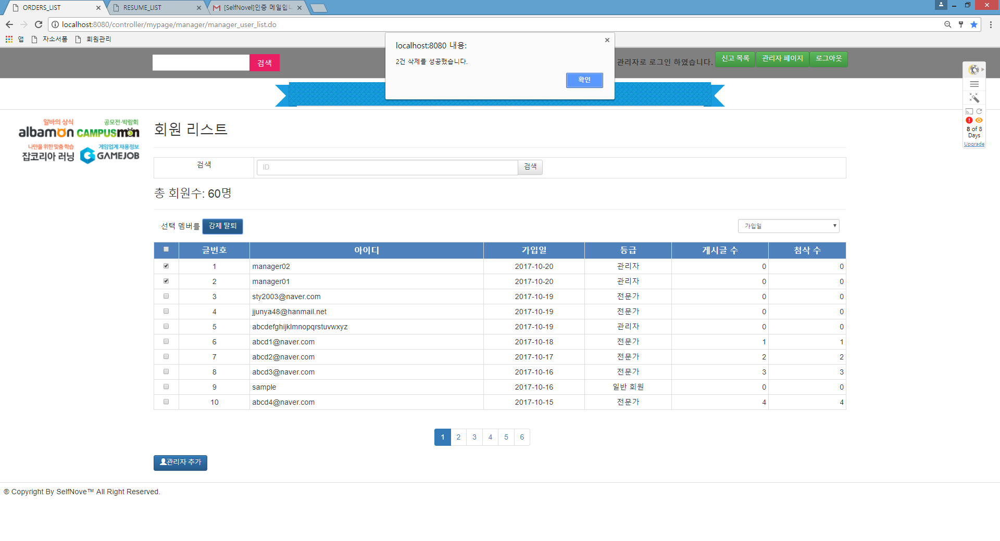 ORDERS_LIST
RESUME_LIST
[SelfNovel]인증 메일입니
localhost:8080/controller/mypage/manager/manager_user_list.do
앱 자소서폼 회원관리
localhost:8080 내용:
2건 삭제를 성공했습니다.
확인
검색
관리자로 로그인 하였습니다. 신고 목록 관리자 페이지 로그아웃
8 of 8
Days
Upgrade
알바의 상식 공모전·박람회
albamon CAMPUSmon
나만을 위한 맞춤 학습 게임업계 채용정보
잡코리아 러닝 GAMEJOB
회원 리스트
검색 ID 검색
총 회원수: 60명
선택 멤버를 강제 탈퇴 가입일
글번호 아이디 가입일 등급 게시글 수 첨삭 수
1 manager02 2017-10-20 관리자 0 0
2 manager01 2017-10-20 관리자 0 0
3 sty2003@naver.com 2017-10-19 전문가 0 0
4 jjunya48@hanmail.net 2017-10-19 전문가 0 0
5 abcdefghijklmnopqrstuvwxyz 2017-10-19 관리자 0 0
6 abcd1@naver.com 2017-10-18 전문가 1 1
7 abcd2@naver.com 2017-10-17 전문가 2 2
8 abcd3@naver.com 2017-10-16 전문가 3 3
9 sample 2017-10-16 일반 회원 0 0
10 abcd4@naver.com 2017-10-15 전문가 4 4
1 2 3 4 5 6
관리자 추가
® Copyright By SelfNove™ All Right Reserved.